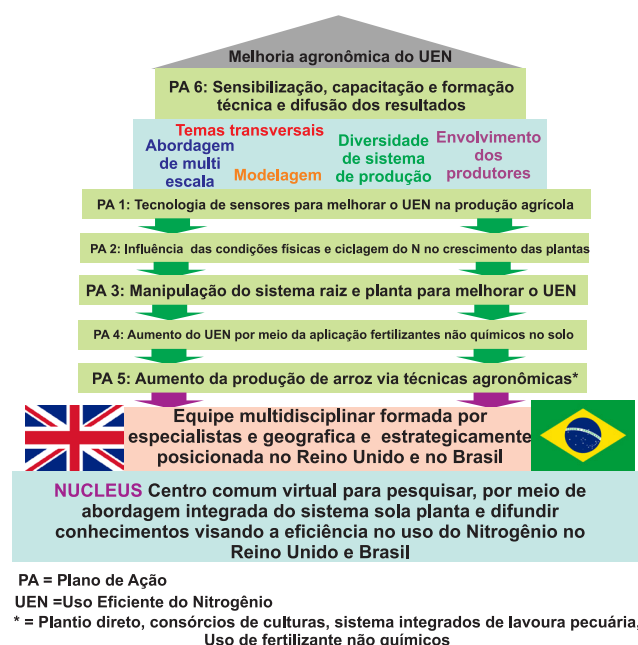 Melhoria agronômica do UEN
PA 6: Sensibilização, capacitação e formação
técnica e difusão dos resultados
Temas transversais
Abordagem
de multi
escala
Modelagem
Diversidade
de sistema
de produção
Envolvimento
dos
produtores
PA 1: Tecnologia de sensores para melhorar o UEN na produção agrícola
PA 2: Influência das condições físicas e ciclagem do N no crescimento das plantas
PA 3: Manipulação do sistema raiz e planta para melhorar o UEN
PA 4: Aumento do UEN por meio da aplicação fertilizantes não químicos no solo
PA 5: Aumento da produção de arroz via técnicas agronômicas*
Equipe multidisciplinar formada por
especialistas e geografica e estrategicamente
posicionada no Reino Unido e no Brasil
NUCLEUS Centro comum virtual para pesquisar, por meio de
abordagem integrada do sistema sola planta e difundir
conhecimentos visando a eficiência no uso do Nitrogênio no
Reino Unido e Brasil
PA = Plano de Ação
UEN =Uso Eficiente do Nitrogênio
* = Plantio direto, consórcios de culturas, sistema integrados de lavoura pecuária,
Uso de fertilizante não químicos